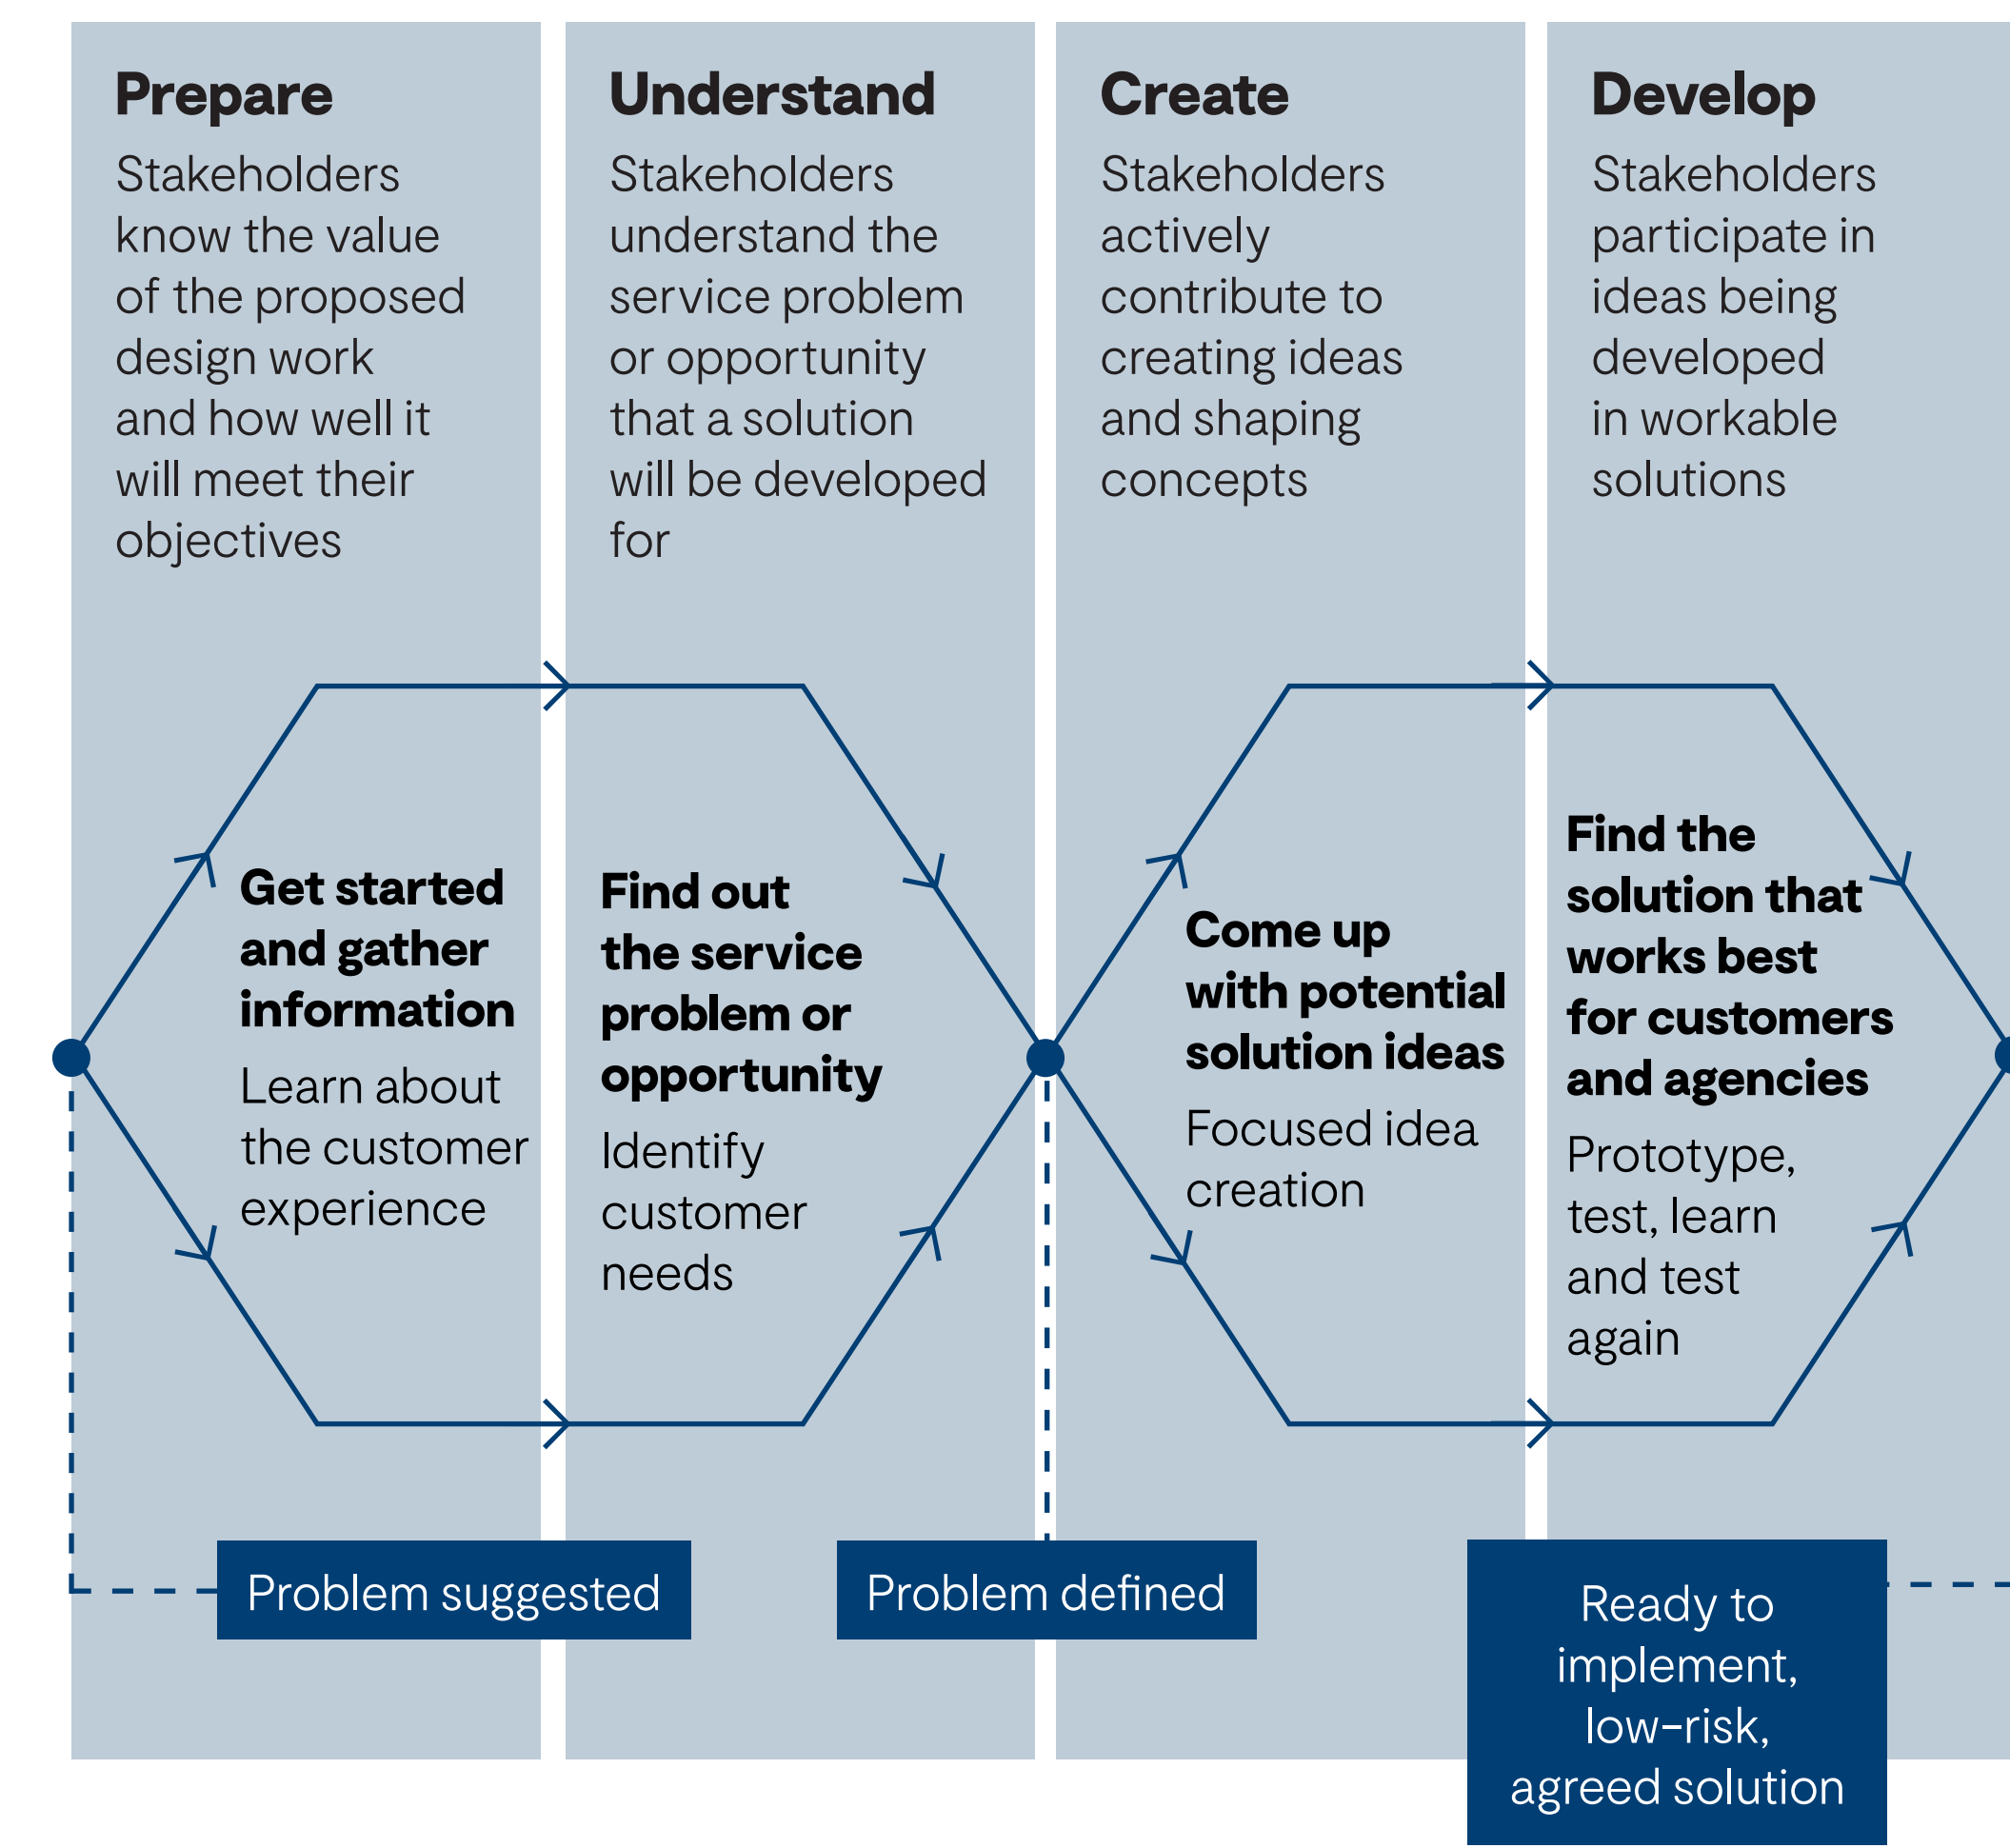 Prepare
Stakeholders
know the value
of the proposed
design work
and how well it
will meet their
objectives
Understand
Stakeholders
understand the
service problem
or opportunity
that a solution
will be developed
for
Create
Stakeholders
actively
contribute to
creating ideas
and shaping
concepts
Develop
Stakeholders
participate in
ideas being
developed
in workable
solutions
Get started
and gather
information
Learn about
the customer
experience
Find out
the service
problem or
opportunity
Identify
customer
needs
Come up
with potential
solution ideas
Focused idea
creation
Find the
solution that
works best
for customers
and agencies
Prototype,
test, learn
and test
again
Problem suggested
Problem defined
Ready to
implement,
low-risk,
agreed solution